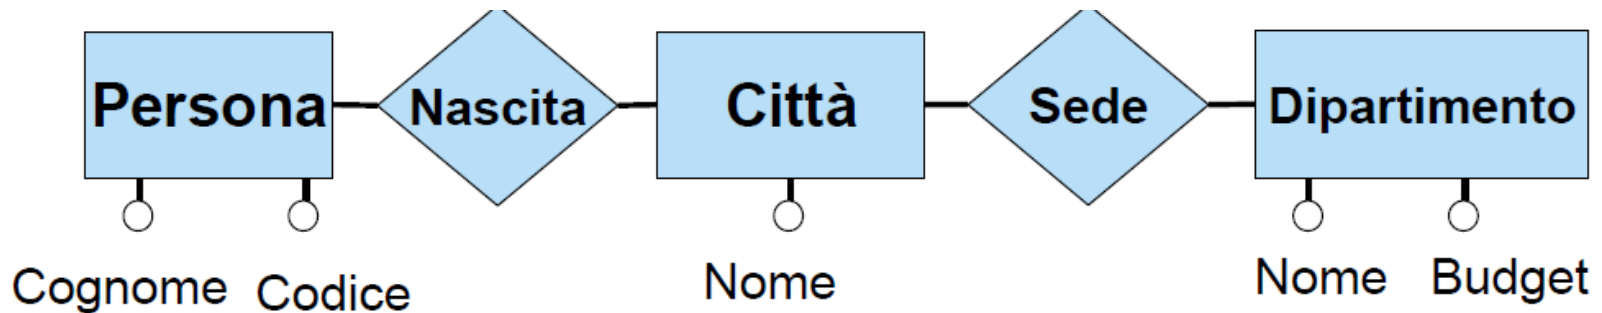 Persona
Nascita
Città
Sede
Dipartimento
Cognome
Codice
Nome
Nome
Budget